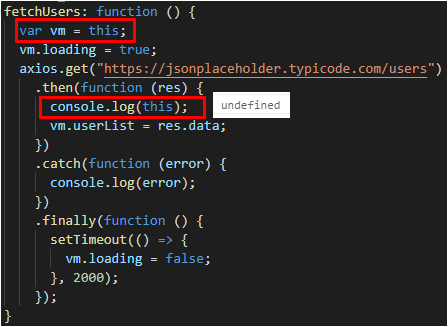 fetchUsers: function () {
var vm = this;
vm.loading = true;
axios.get("https://jsonplaceholder.typicode.com/users")
.then(function (res) {
console.log(this); undefined
vm.userList = res.data;
})
.catch(function (error) {
console.log(error);
})
.finally(function () {
setTimeout(() => {
vm.loading = false;
}, 2000);
});
}